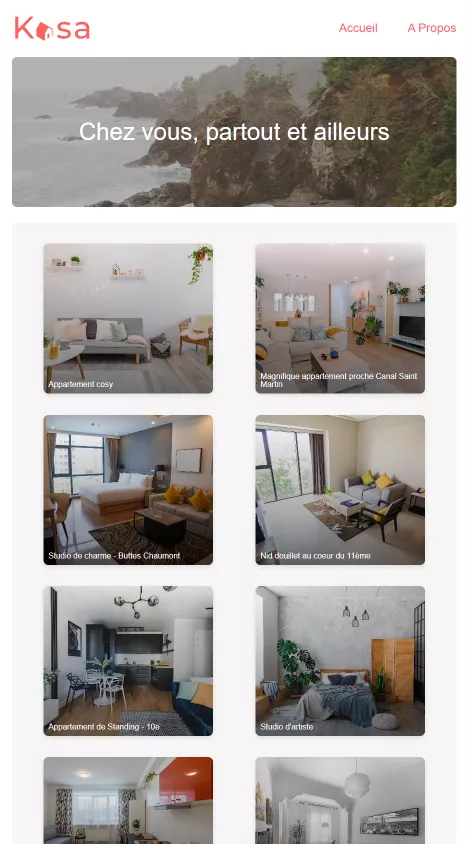 Kasa
Accueil
A Propos
Chez vous, partout et ailleurs
Appartement cosy
Magnifique appartement proche Canal Saint
Martin
Studio de charme - Buttes Chaumont
Nid douillet au coeur du 11ème
Appartement de Standing - 10e
Studio d'artiste